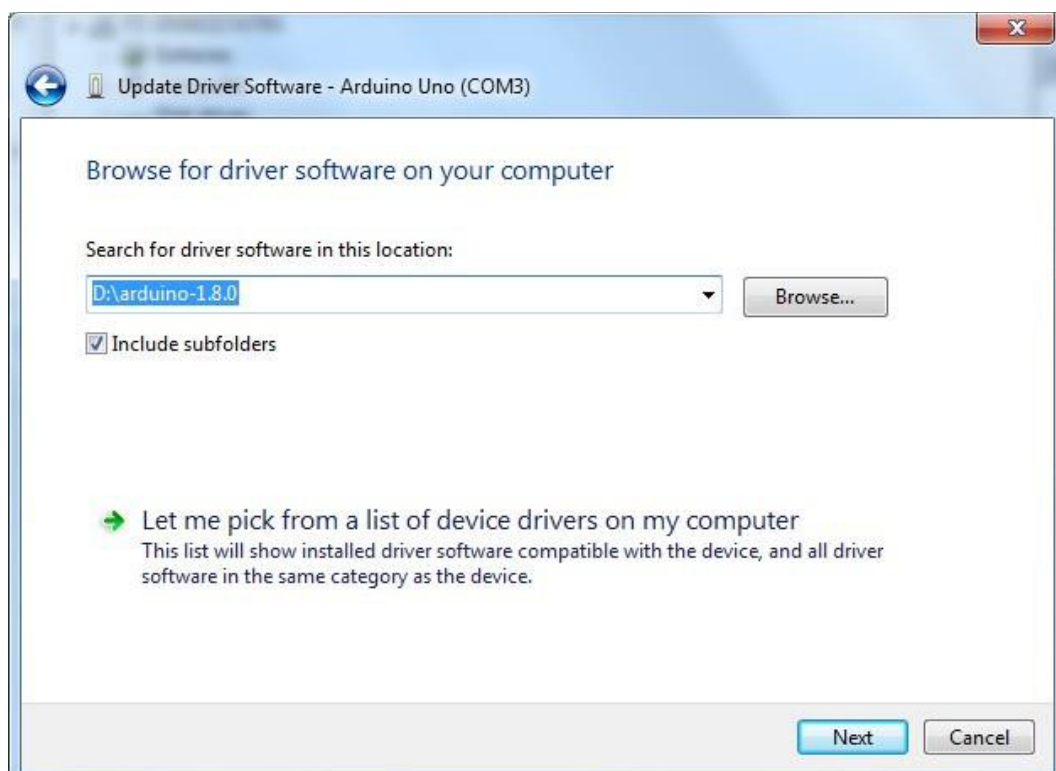 x
Update Driver Software - Arduino Uno (COM3)
Browse for driver software on your computer
Search for driver software in this location:
D:\arduino-1.8.0
Browse...
Include subfolders
Let me pick from a list of device drivers on my computer
This list will show installed driver software compatible with the device, and all driver
software in the same category as the device.
Next
Cancel